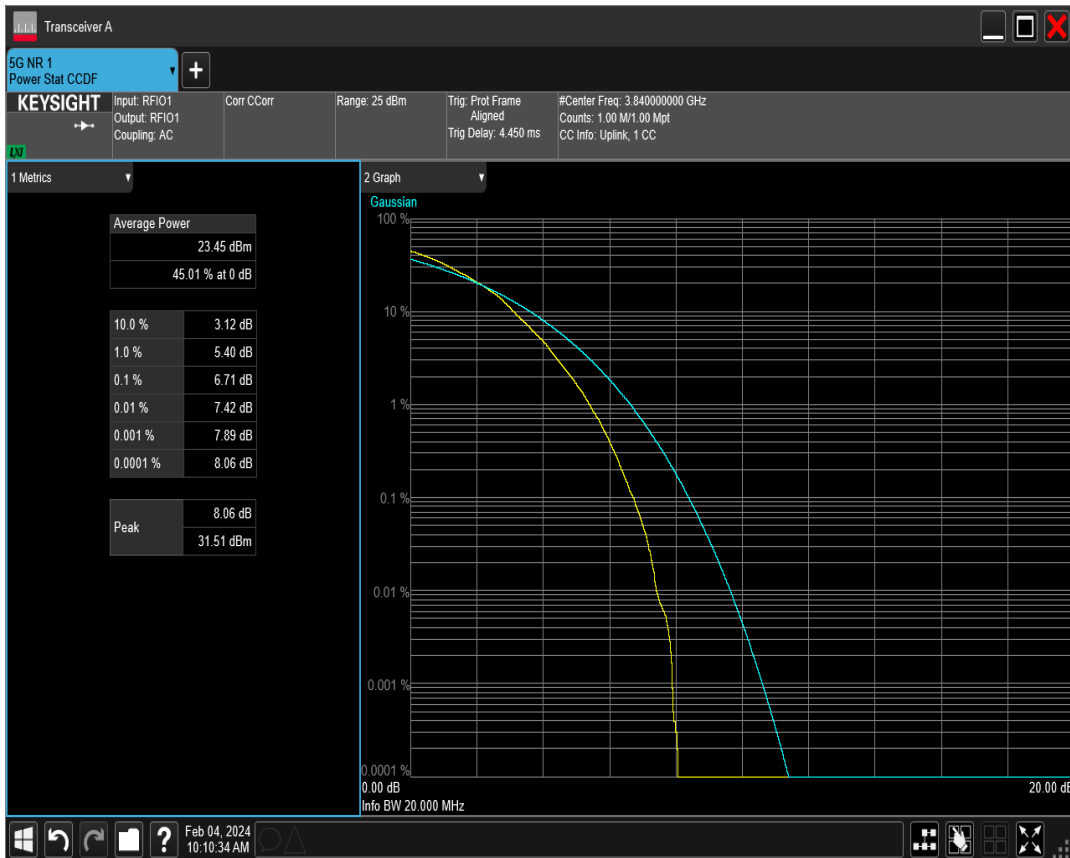 Transceiver A
5G NR 1
Power Stat CCDF
+
KEYSIGHT
LXI
Input: RFIO1
Output: RFIO1
Coupling: AC
Corr CCorr
Range: 25 dBm
Trig: Prot Frame
Aligned
Trig Delay: 4.450 ms
#Center Freq: 3.840000000 GHz
Counts: 1.00 M/1.00 Mpt
CC Info: Uplink, 1 CC
1 Metrics
Average Power
23.45 dBm
45.01 % at 0 dB
10.0 % 3.12 dB
1.0 % 5.40 dB
0.1 % 6.71 dB
0.01 % 7.42 dB
0.001 % 7.89 dB
0.0001 % 8.06 dB
Peak
8.06 dB
31.51 dBm
2 Graph
Gaussian
100 %
10 %
1 %
0.1 %
0.01 %
0.001 %
0.0001 %
0.00 dB 20.00 dB
Info BW 20.000 MHz
?
Feb 04, 2024
10:10:34 AM